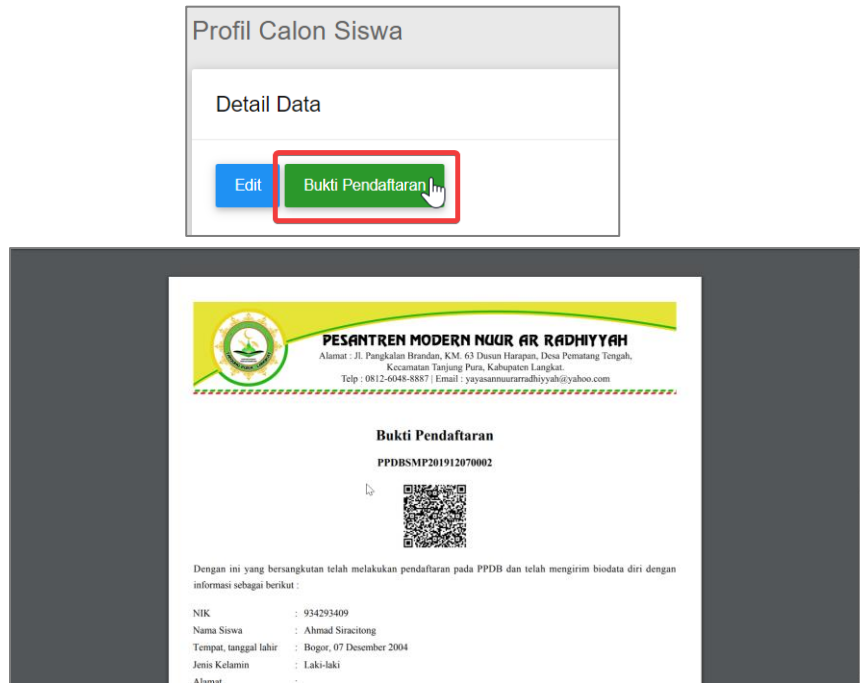 Profil Calon Siswa
Detail Data
Edit
Bukti Pendaftaran
PESANTREN MODERN NUUR AR RADHIYYAH
Alamat : Jl. Pangkalan Brandan, KM. 63 Dusun Harapan, Desa Pematang Tengah,
Kecamatan Tanjung Pura, Kabupaten Langkat.
Telp : 0812-6048-8887 | Email : yayasannuurarradhiyyah@yahoo.com
Bukti Pendaftaran
PPDBSMP201912070002
Dengan ini yang bersangkutan telah melakukan pendaftaran pada PPDB dan telah mengirim biodata diri dengan
informasi sebagai berikut :
NIK : 934293409
Nama Siswa : Ahmad Siracitong
Tempat, tanggal lahir : Bogor, 07 Desember 2004
Jenis Kelamin : Laki-laki
Alamat :